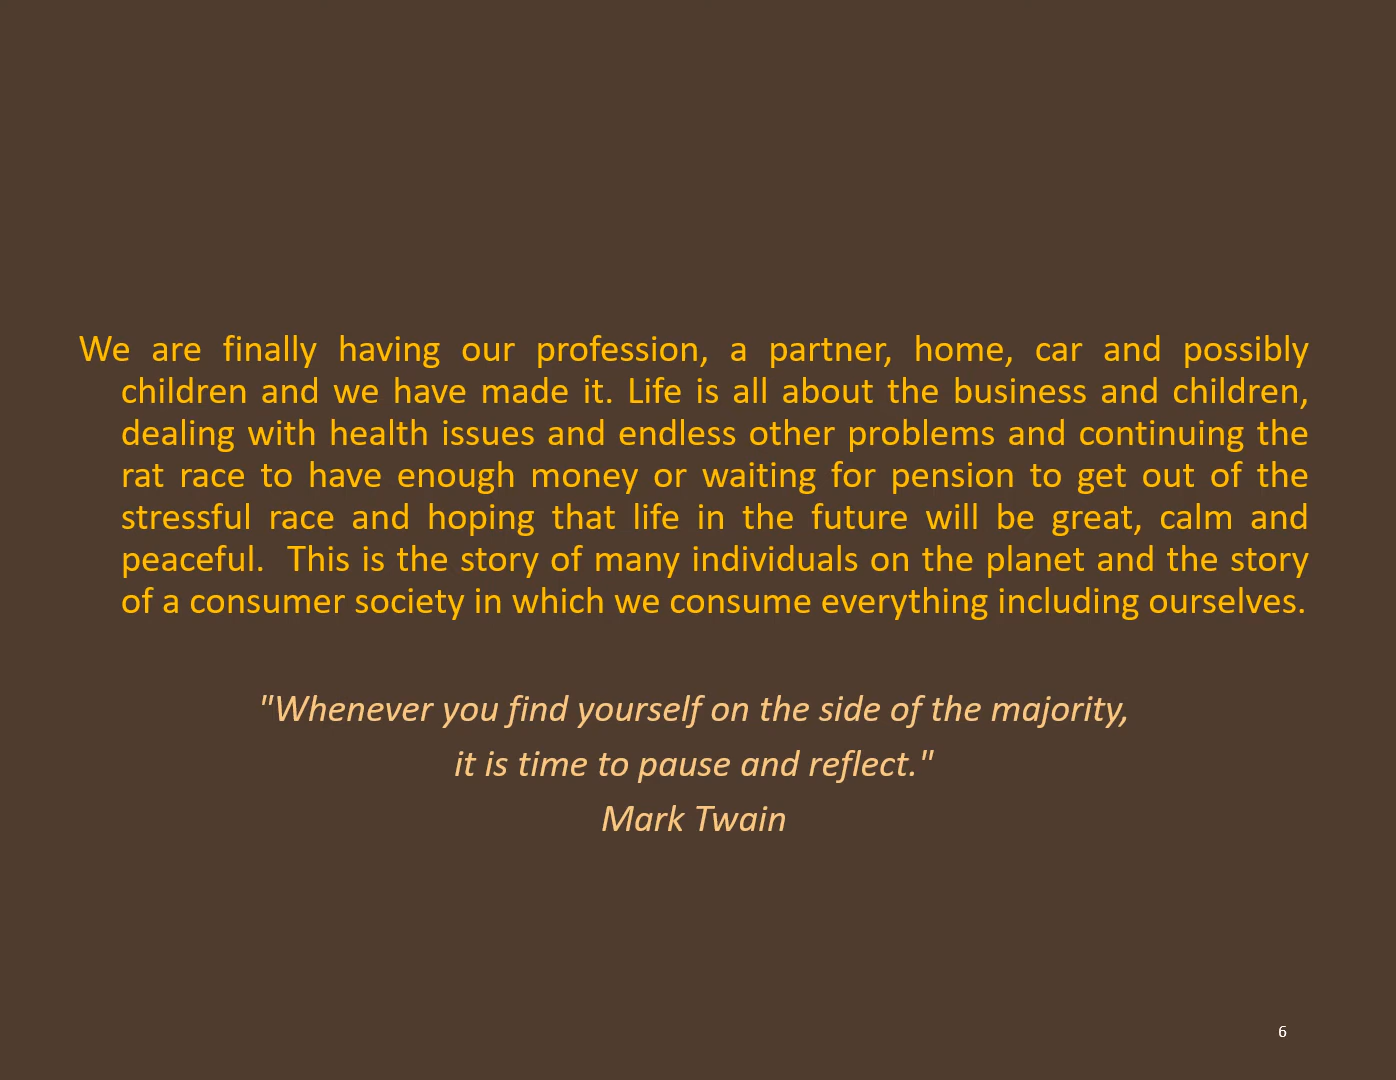 We are finally having our profession, a partner, home, car and possibly
children and we have made it. Life is all about the business and children,
dealing with health issues and endless other problems and continuing the
rat race to have enough money or waiting for pension to get out of the
stressful race and hoping that life in the future will be great, calm and
peaceful.  This is the story of many individuals on the planet and the story
of a consumer society in which we consume everything including ourselves.
"Whenever you find yourself on the side of the majority,
it is time to pause and reflect."
Mark Twain
6